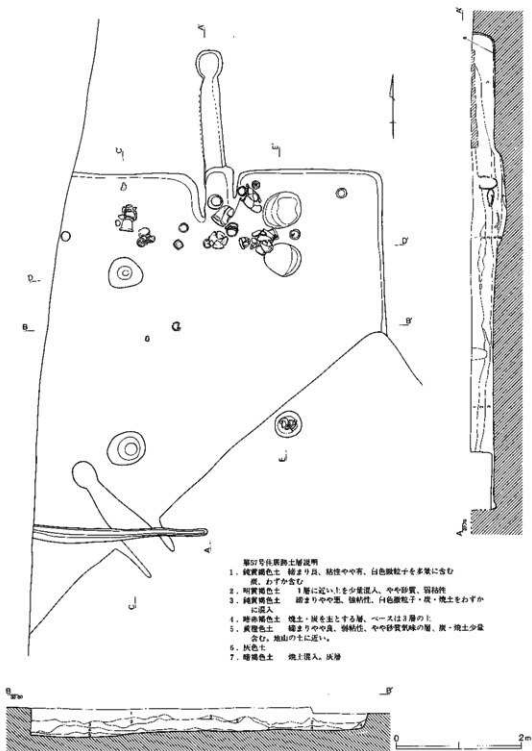 A'
A'
C'
E'
D
D'
B
B'
E
A
C
A
第57号住居跡土層説明
1. 鈍黄褐色土 締まり良、粘性やや有、白色微粒子を多量に含む
炭、わずか含む
2. 明黄褐色土 1層に近い土を少量混入、やや砂質、弱粘性
3. 鈍黄褐色土 締まりやや悪、強粘性、白色微粒子・炭・焼土をわずか
に混入
4. 暗赤褐色土 焼土・炭を主とする層、ベースは3層の土
5. 黄橙色土 締まりやや良、弱粘性、やや砂質気味の層、炭・焼土少量
含む。地山の土に近い。
6. 灰色土
7. 暗褐色土 焼土混入、灰層
B
B'
0 2m